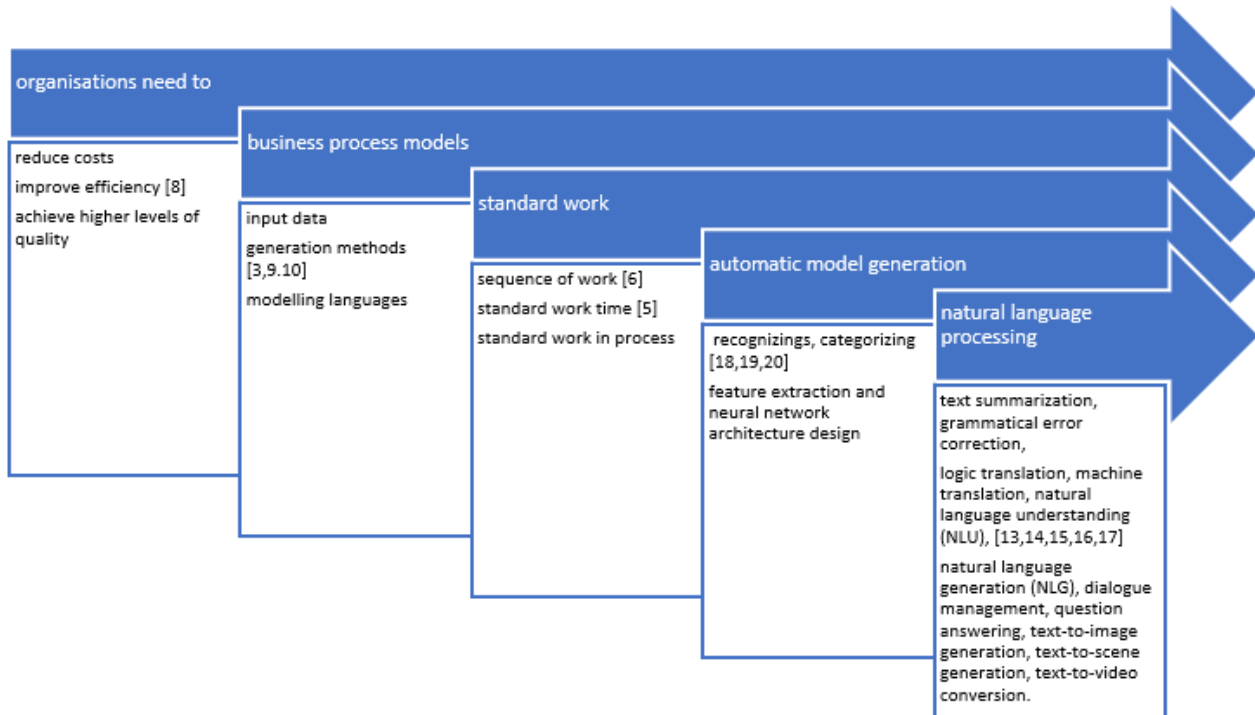 organisations need to
reduce costs
improve efficiency [8]
achieve higher levels of
quality
business process models
input data
generation methods
[3,9.10]
modelling languages
standard work
sequence of work [6]
standard work time [5]
standard work in process
automatic model generation
recognizings, categorizing
[18,19,20]
feature extraction and
neural network
architecture design
natural language
processing
text summarization,
grammatical error
correction,
logic translation, machine
translation, natural
language understanding
(NLU), [13,14,15,16,17]
natural language
generation (NLG), dialogue
management, question
answering, text-to-image
generation, text-to-scene
generation, text-to-video
conversion.